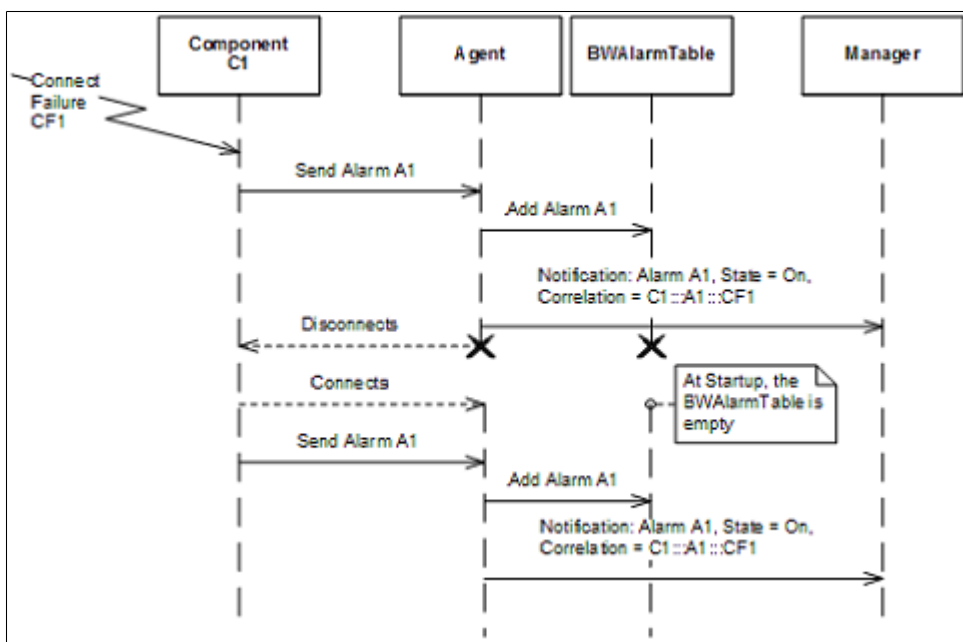 Component
C1
Agent
BWAlarmTable
Manager
Connect
Failure
CF1
Send Alarm A1
Add Alarm A1
Notification: Alarm A1, State = On,
Correlation = C1:::A1:::CF1
Disconnects
Connects
At Startup, the
BWAlarmTable is
empty
Send Alarm A1
Add Alarm A1
Notification: Alarm A1, State = On,
Correlation = C1:::A1:::CF1